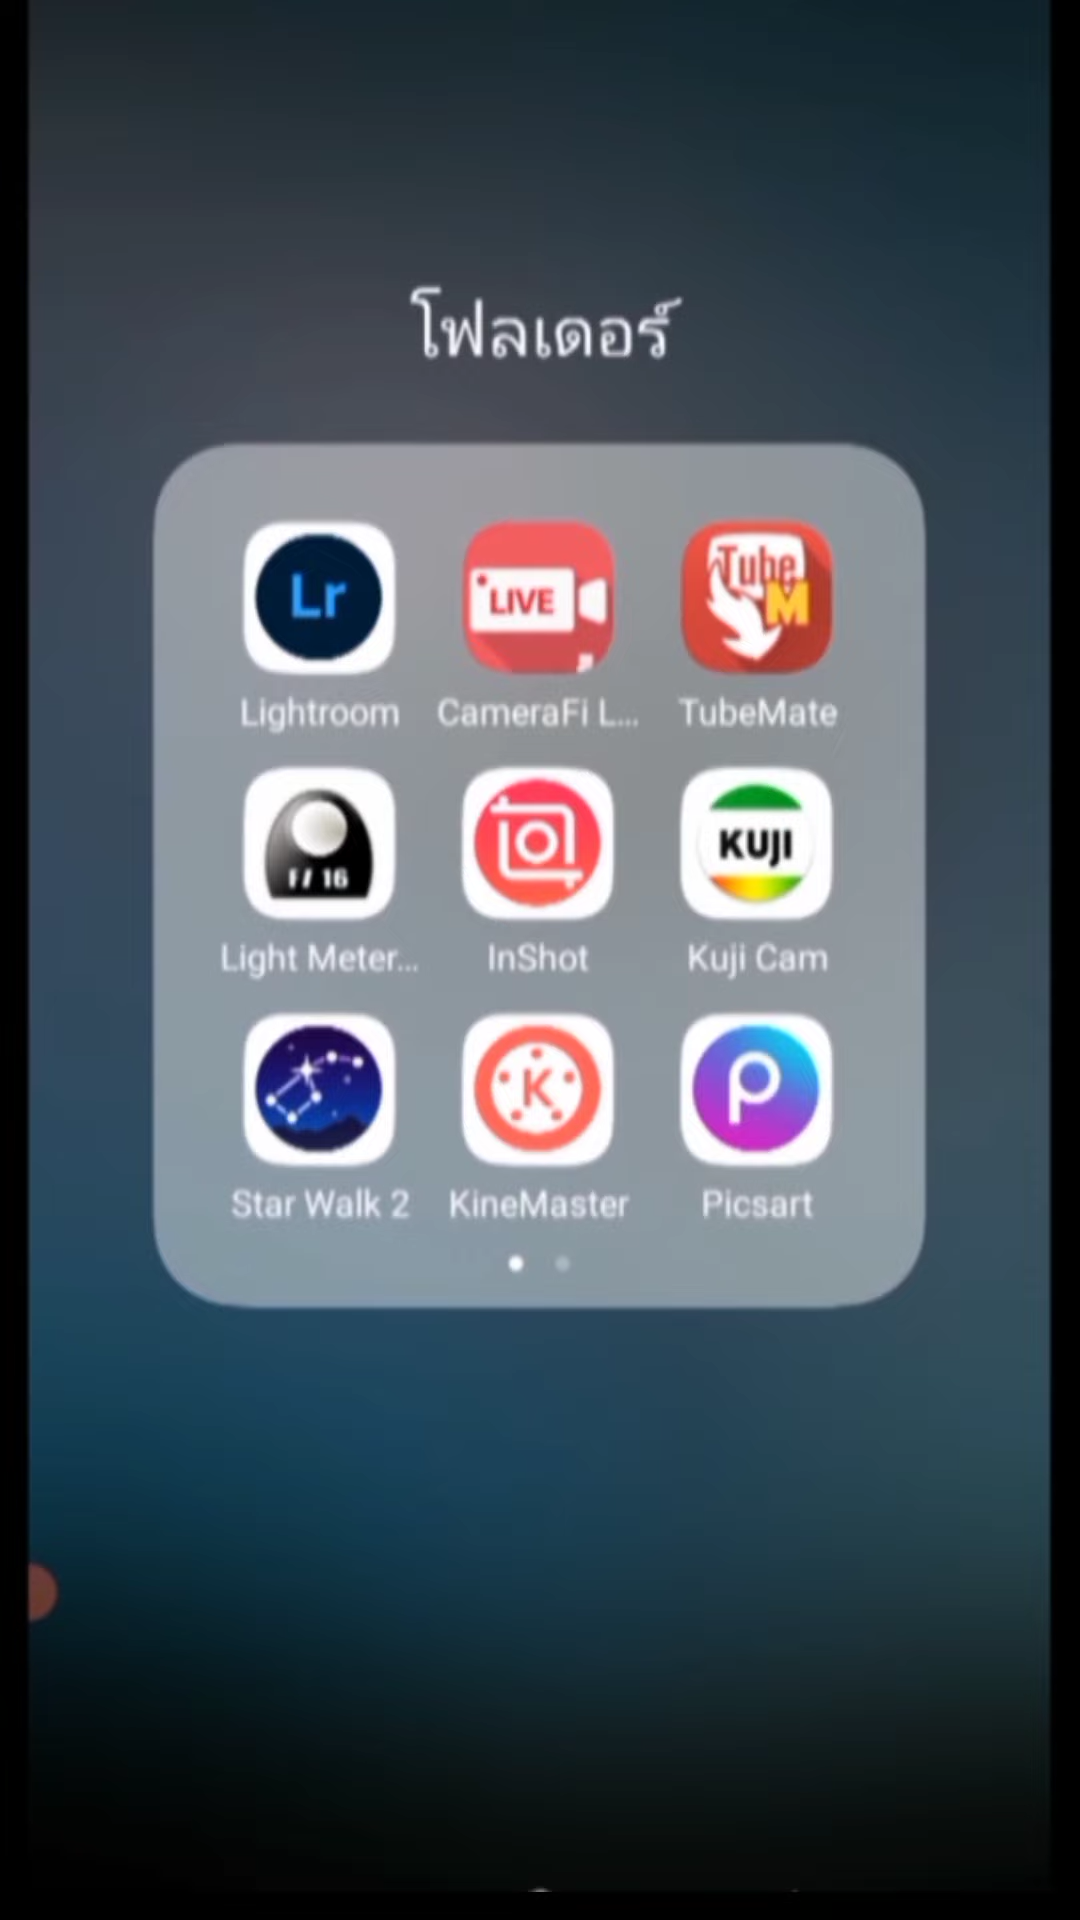 โฟลเดอร์
Lr
LIVE
Tube
M
Lightroom
CameraFi L...
TubeMate
F/ 16
KUJI
Light Meter...
InShot
Kuji Cam
K
P
Star Walk 2
KineMaster
Picsart